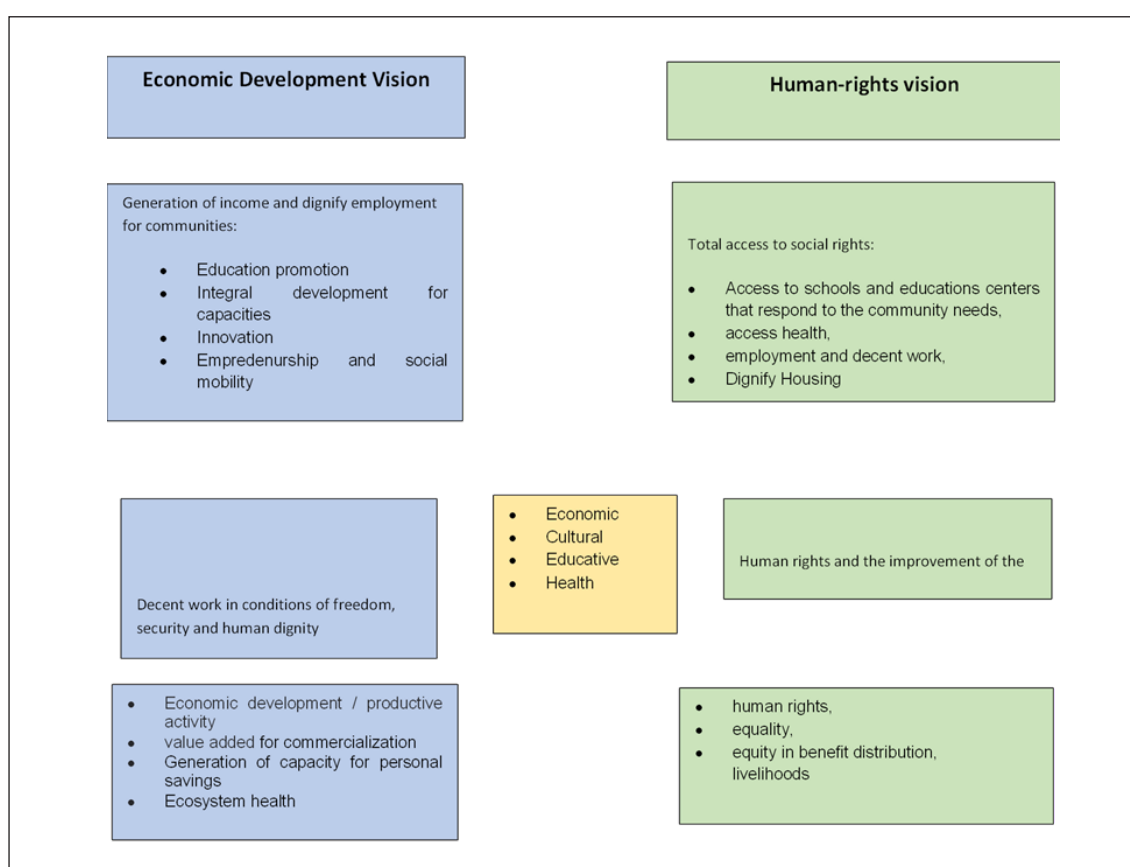 Economic Development Vision
Human-rights vision
Generation of income and dignify employment
for communities:
• Education promotion
• Integral development for
capacities
• Innovation
• Empredenurship and social
mobility
Total access to social rights:
• Access to schools and educations centers
that respond to the community needs,
• access health,
• employment and decent work,
• Dignify Housing
Decent work in conditions of freedom,
security and human dignity
• Economic
• Cultural
• Educative
• Health
Human rights and the improvement of the
• Economic development / productive
activity
• value added for commercialization
• Generation of capacity for personal
savings
• Ecosystem health
• human rights,
• equality,
• equity in benefit distribution,
livelihoods